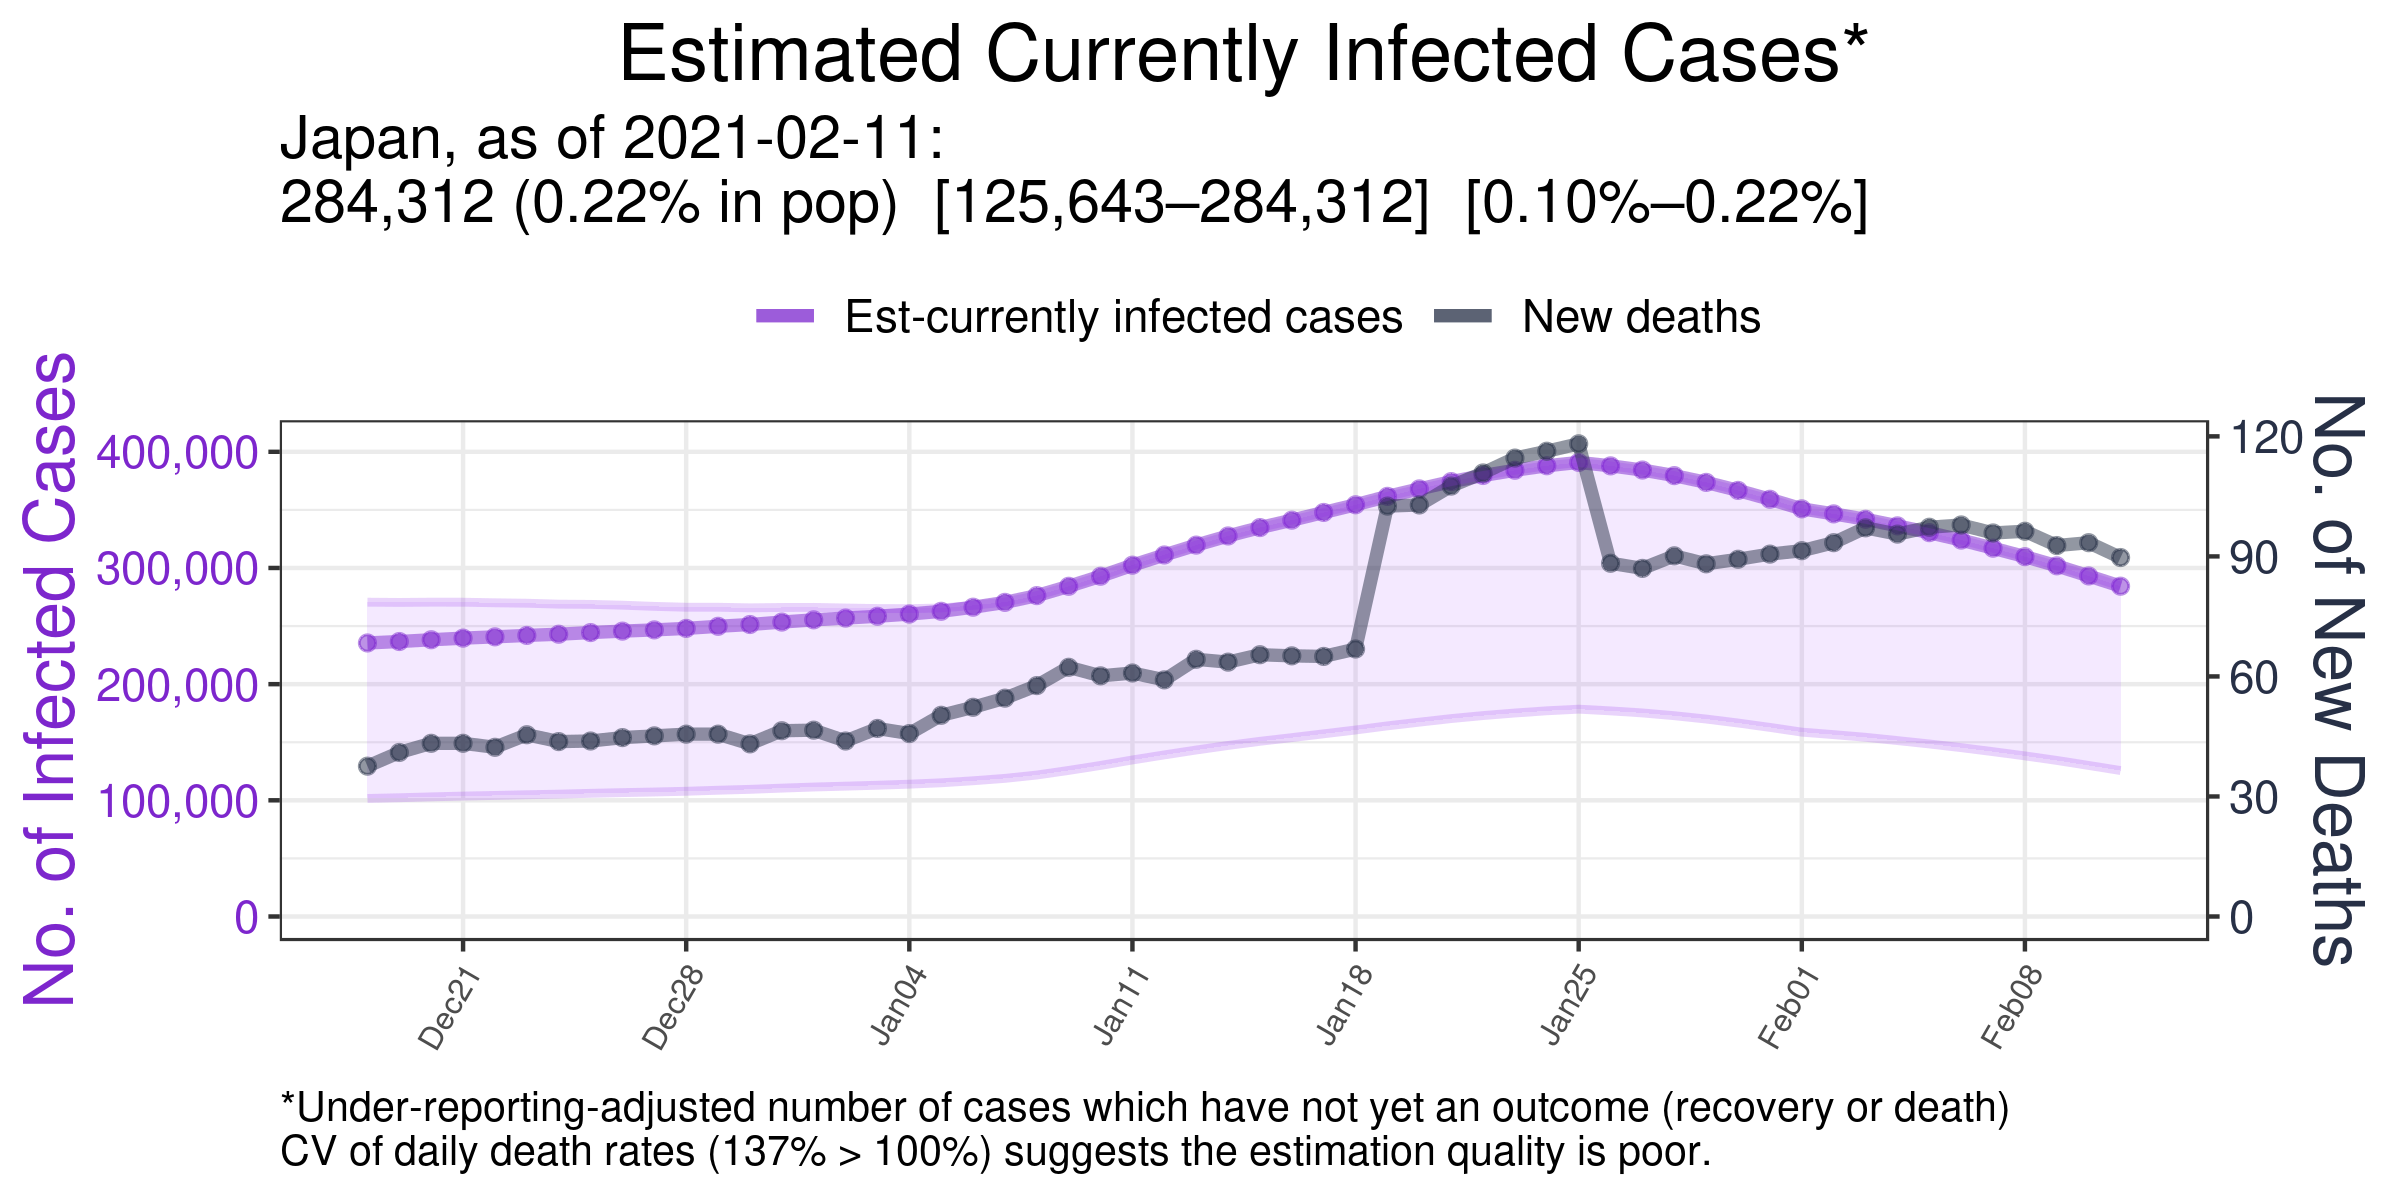 Estimated Currently Infected Cases*
Japan, as of 2021-02-11:
284,312 (0.22% in pop)  [125,643–284,312]  [0.10%–0.22%]
Est-currently infected cases
New deaths
No. of Infected Cases
400,000
300,000
200,000
100,000
0
120
90
60
30
0
No. of New Deaths
Dec21
Dec28
Jan04
Jan11
Jan18
Jan25
Feb01
Feb08
*Under-reporting-adjusted number of cases which have not yet an outcome (recovery or death)
CV of daily death rates (137% > 100%) suggests the estimation quality is poor.